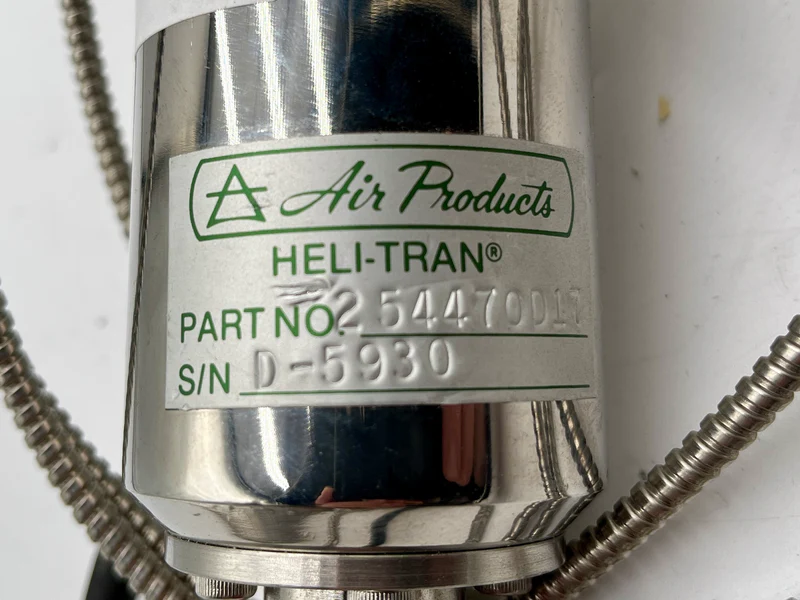 Air Products
HELI-TRAN®
PART NO. 254470D17
S/N D-5930